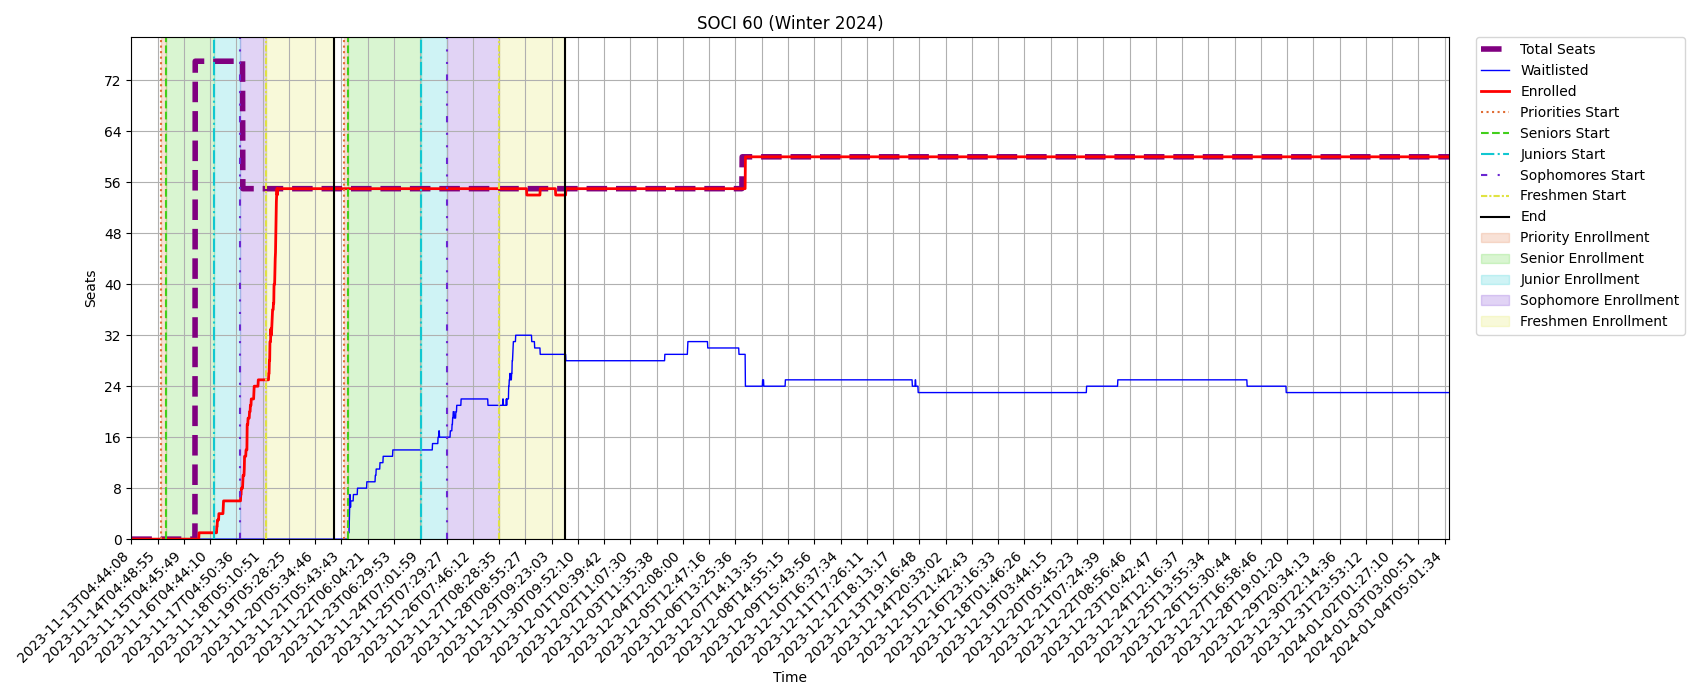 SOCI 60 (Winter 2024)
Seats
72
64
56
48
40
32
24
16
8
0
2023-11-13T04:44:08
2023-11-14T04:48:55
2023-11-15T04:45:49
2023-11-16T04:44:10
2023-11-17T04:50:36
2023-11-18T05:10:51
2023-11-19T05:28:23
2023-11-20T05:34:46
2023-11-21T05:43:43
2023-11-22T06:04:21
2023-11-23T06:29:53
2023-11-24T07:01:59
2023-11-25T07:29:27
2023-11-26T07:46:12
2023-11-27T08:28:35
2023-11-28T08:55:27
2023-11-29T09:23:03
2023-11-30T09:52:10
2023-12-01T10:39:42
2023-12-02T11:07:30
2023-12-03T11:35:38
2023-12-04T12:08:00
2023-12-05T12:47:16
2023-12-06T13:25:36
2023-12-07T14:13:35
2023-12-08T14:55:15
2023-12-09T15:43:56
2023-12-10T16:37:34
2023-12-11T17:26:11
2023-12-12T18:13:17
2023-12-13T19:16:48
2023-12-14T20:33:02
2023-12-15T21:42:43
2023-12-16T23:16:33
2023-12-18T01:46:26
2023-12-19T03:44:15
2023-12-20T05:45:23
2023-12-21T07:24:39
2023-12-22T08:56:46
2023-12-23T10:42:47
2023-12-24T12:16:37
2023-12-25T13:55:34
2023-12-26T15:30:44
2023-12-27T16:58:46
2023-12-28T19:01:20
2023-12-29T20:34:13
2023-12-30T22:14:36
2023-12-31T23:53:12
2024-01-02T01:27:10
2024-01-03T03:00:51
2024-01-04T05:01:34
Time
Total Seats
Waitlisted
Enrolled
Priorities Start
Seniors Start
Juniors Start
Sophomores Start
Freshmen Start
End
Priority Enrollment
Senior Enrollment
Junior Enrollment
Sophomore Enrollment
Freshmen Enrollment